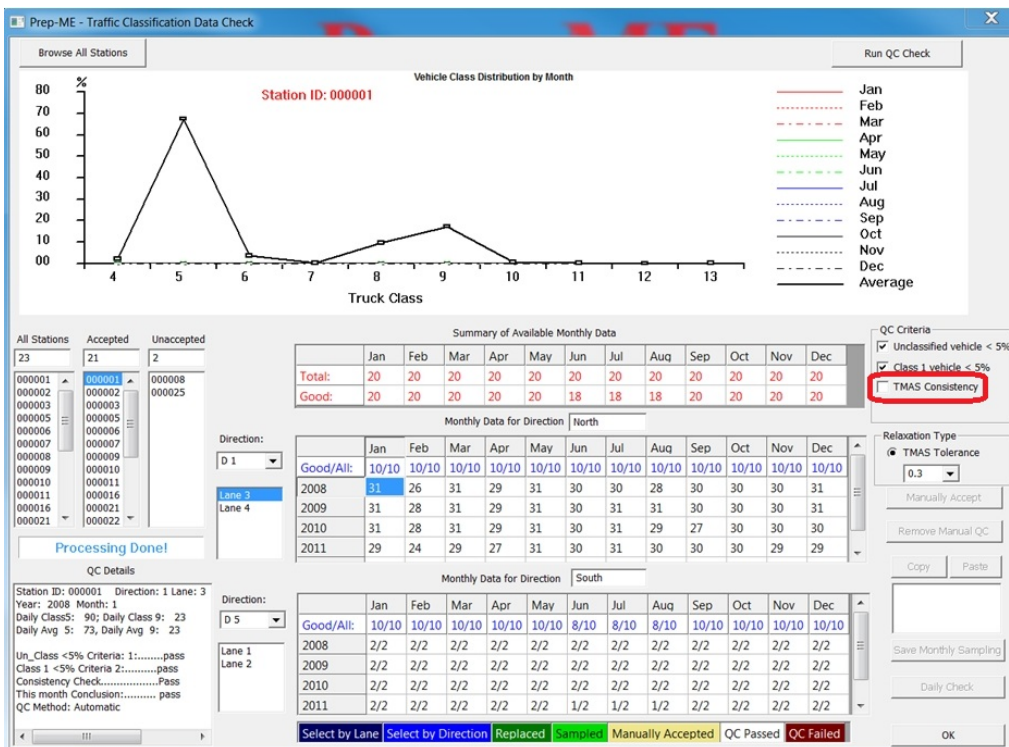 Prep-ME - Traffic Classification Data Check
X
Browse All Stations
Run QC Check
Vehicle Class Distribution by Month
%
Station ID: 000001
80
70
60
50
40
30
20
10
00
4 5 6 7 8 9 10 11 12 13
Truck Class
Jan
Feb
Mar
Apr
May
Jun
Jul
Aug
Sep
Oct
Nov
Dec
Average
All Stations Accepted Unaccepted
23 21 2
000001
000002
000003
000005
000006
000007
000008
000009
000010
000011
000016
000021
000001
000002
000003
000005
000006
000007
000009
000010
000011
000016
000021
000022
000008
000025
Processing Done!
Summary of Available Monthly Data
Jan Feb Mar Apr May Jun Jul Aug Sep Oct Nov Dec
Total: 20 20 20 20 20 20 20 20 20 20 20 20
Good: 20 20 20 20 20 18 18 18 20 20 20 20
QC Criteria
Unclassified vehicle < 5%
Class 1 vehicle < 5%
TMAS Consistency
Direction:
D 1
Lane 3
Lane 4
Monthly Data for Direction North
Jan Feb Mar Apr May Jun Jul Aug Sep Oct Nov Dec
Good/All: 10/10 10/10 10/10 10/10 10/10 10/10 10/10 10/10 10/10 10/10 10/10 10/10
2008 31 26 31 29 31 30 30 28 30 30 30 31
2009 31 28 31 29 31 30 31 31 30 30 30 31
2010 31 28 31 29 31 30 31 29 27 30 30 30
2011 29 24 29 27 31 30 31 30 30 30 29 29
Relaxation Type
TMAS Tolerance
0.3
Manually Accept
Remove Manual QC
Copy Paste
Save Monthly Sampling
Daily Check
OK
QC Details
Station ID: 000001 Direction: 1 Lane: 3
Year: 2008 Month: 1
Daily Class5: 90; Daily Class 9: 23
Daily Avg 5: 73, Daily Avg 9: 23
Un_Class <5% Criteria: 1:........pass
Class 1 <5% Criteria 2:..........pass
Consistency Check.................Pass
This month Conclusion:.......... pass
QC Method: Automatic
Direction:
D 5
Lane 1
Lane 2
Monthly Data for Direction South
Jan Feb Mar Apr May Jun Jul Aug Sep Oct Nov Dec
Good/All: 10/10 10/10 10/10 10/10 10/10 8/10 8/10 8/10 10/10 10/10 10/10 10/10
2008 2/2 2/2 2/2 2/2 2/2 2/2 2/2 2/2 2/2 2/2 2/2 2/2
2009 2/2 2/2 2/2 2/2 2/2 2/2 2/2 2/2 2/2 2/2 2/2 2/2
2010 2/2 2/2 2/2 2/2 2/2 2/2 2/2 2/2 2/2 2/2 2/2 2/2
2011 2/2 2/2 2/2 2/2 2/2 1/2 1/2 1/2 2/2 2/2 2/2 2/2
Select by Lane Select by Direction Replaced Sampled Manually Accepted QC Passed QC Failed